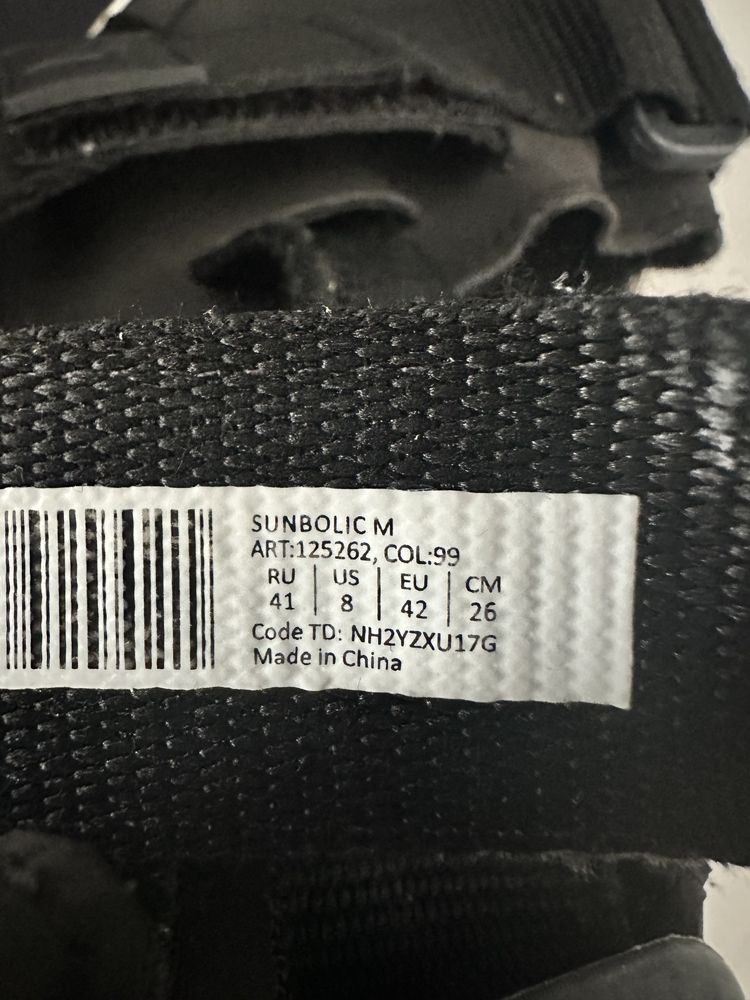 SUNBOLIC M
ART:125262, COL:99
RU | US | EU | CM
41 | 8 | 42 | 26
Code TD: NH2YZXU17G
Made in China